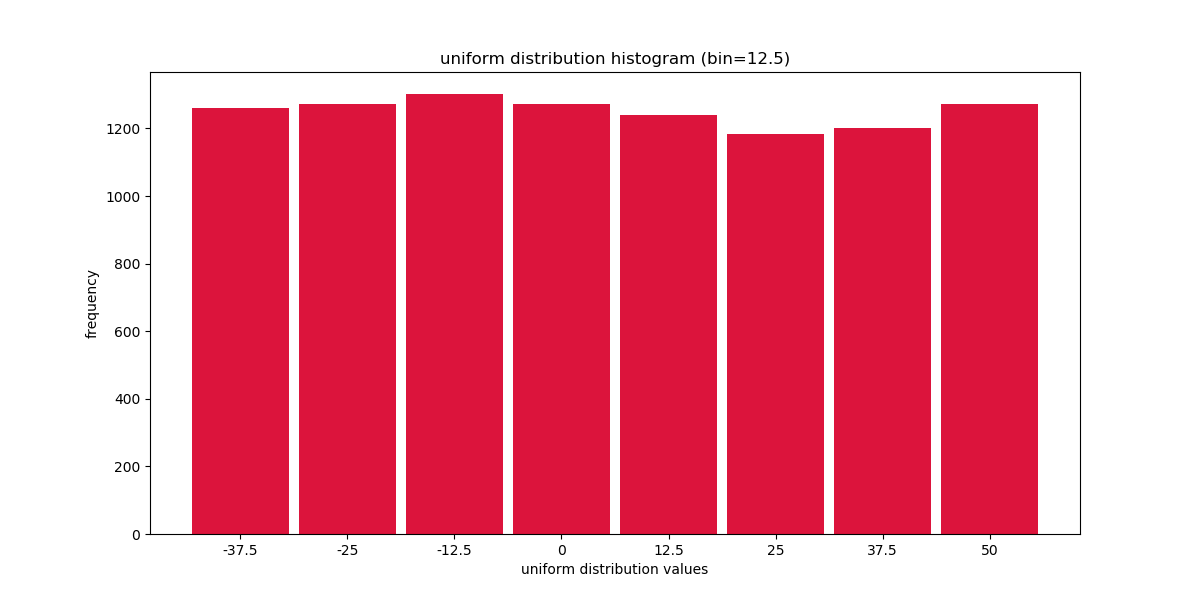 uniform distribution histogram (bin=12.5)
frequency
1200
1000
800
600
400
200
0
-37.5 -25 -12.5 0 12.5 25 37.5 50
uniform distribution values